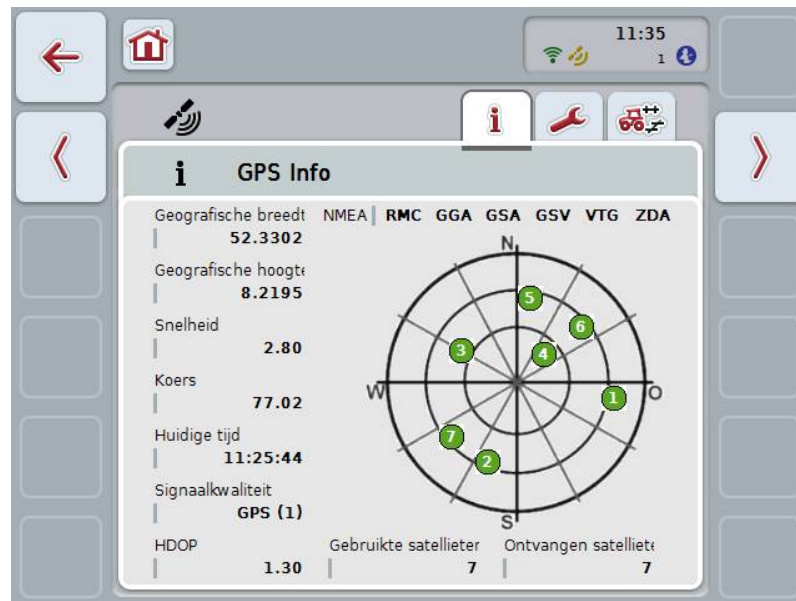 11:35
1
i
i GPS Info
Geografische breedt
52.3302
NMEA RMC GGA GSA GSV VTG ZDA
Geografische hoogte
8.2195
Snelheid
2.80
Koers
77.02
Huidige tijd
11:25:44
Signaalkwaliteit
GPS (1)
HDOP
1.30
Gebruikte satellieter
7
Ontvangen satelliete
7
N
5
6
3
4
W
O
1
7
2
S